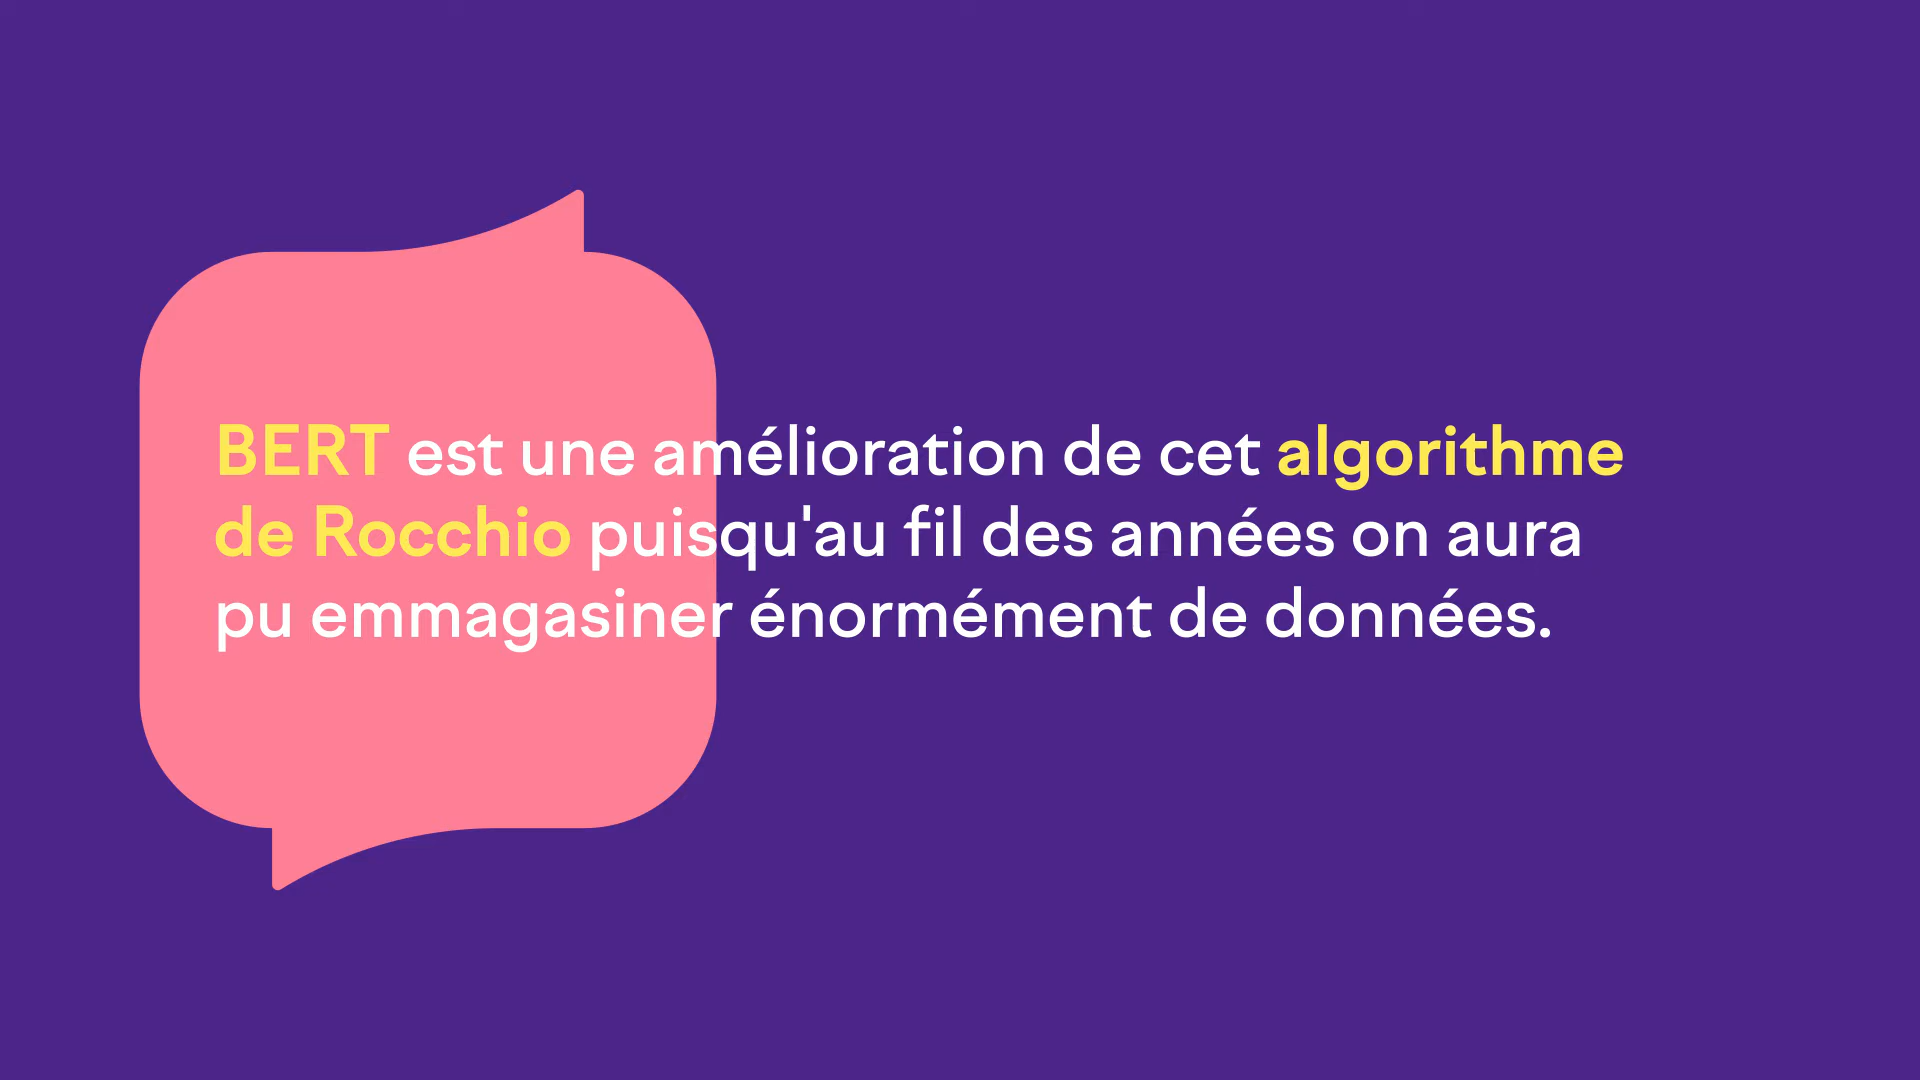 BERT est une amélioration de cet algorithme
de Rocchio puisqu'au fil des années on aura
pu emmagasiner énormément de données.